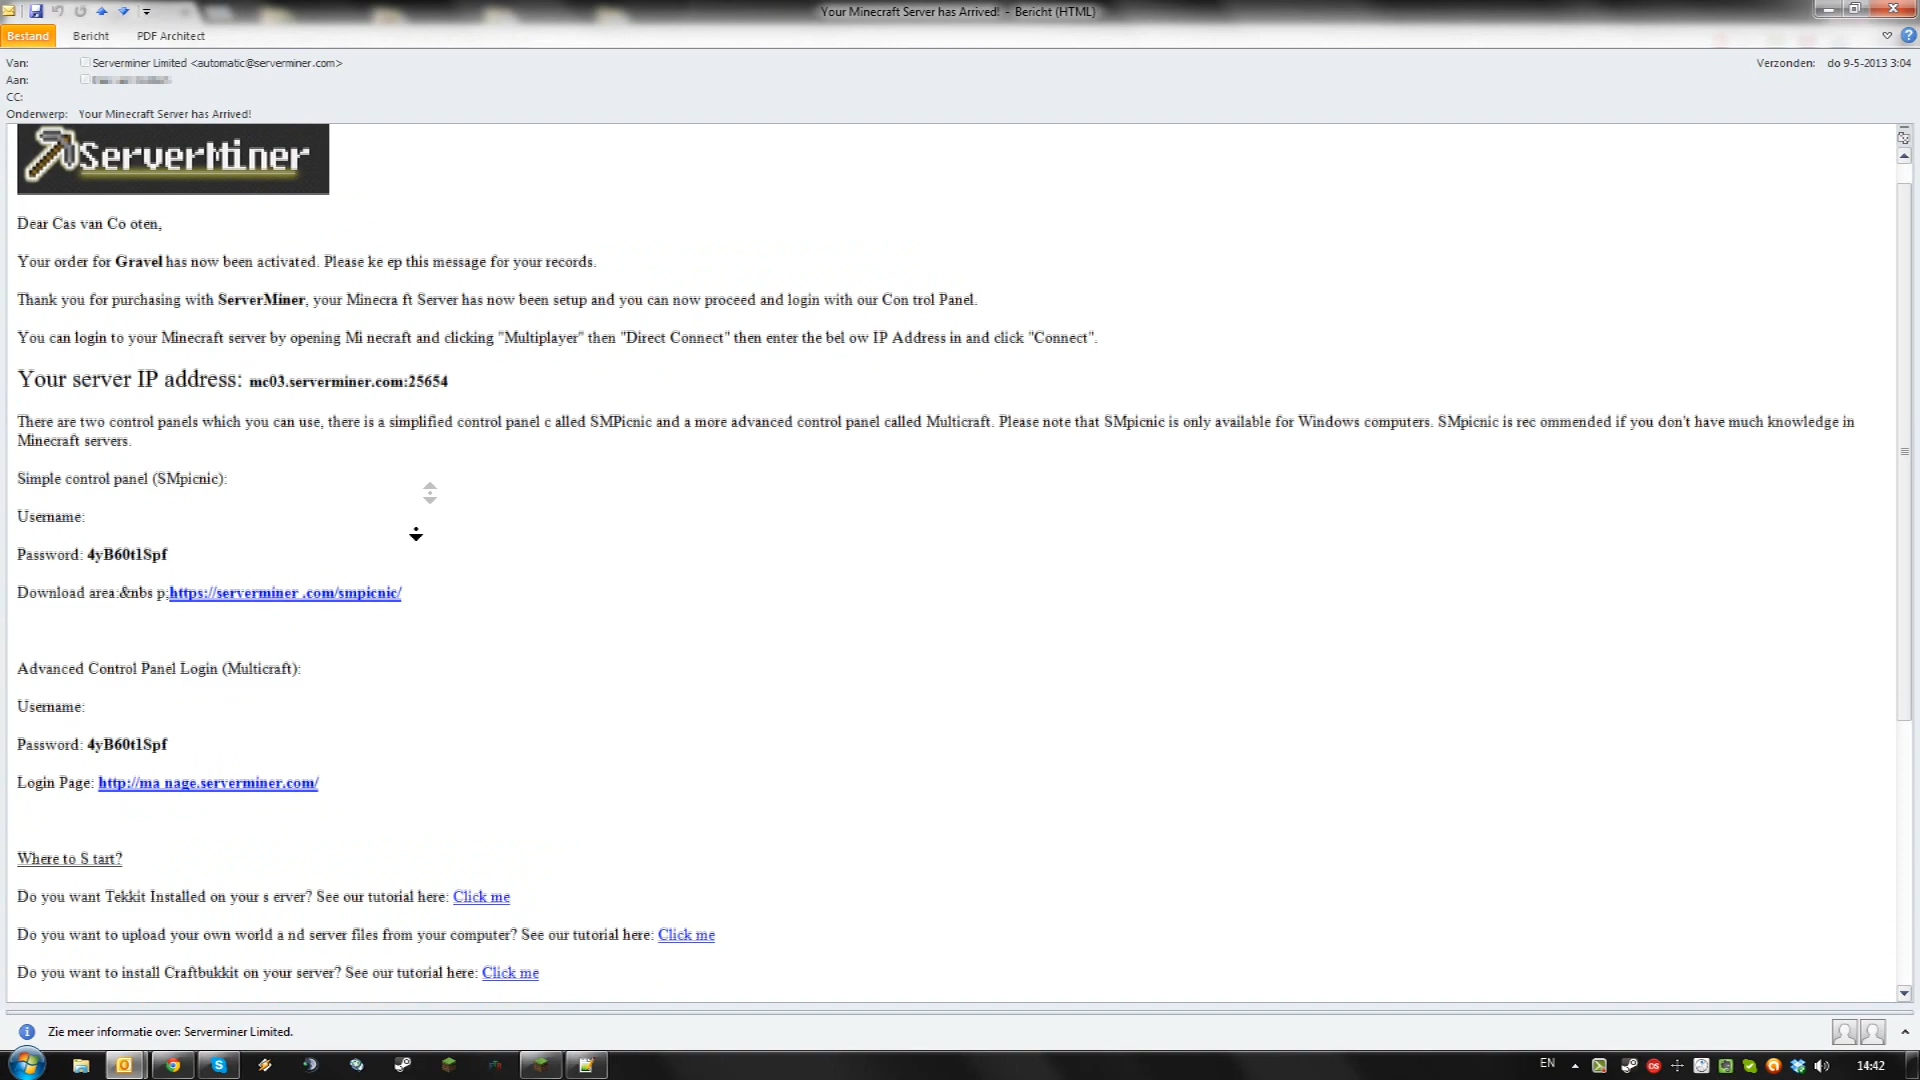 Your Minecraft Server has Arrived! - Bericht (HTML)
Bestand Bericht PDF Architect
Van: Serverminer Limited <automatic@serverminer.com> Verzonden: do 9-5-2013 3:04
Aan:
CC:
Onderwerp: Your Minecraft Server has Arrived!
ServerMiner
Dear Cas van Co oten,
Your order for Gravel has now been activated. Please ke ep this message for your records.
Thank you for purchasing with ServerMiner, your Minecra ft Server has now been setup and you can now proceed and login with our Con trol Panel.
You can login to your Minecraft server by opening Mi necraft and clicking "Multiplayer" then "Direct Connect" then enter the bel ow IP Address in and click "Connect".
Your server IP address: mc03.serverminer.com:25654
There are two control panels which you can use, there is a simplified control panel c alled SMPicnic and a more advanced control panel called Multicraft. Please note that SMpicnic is only available for Windows computers. SMpicnic is rec ommended if you don't have much knowledge in
Minecraft servers.
Simple control panel (SMpicnic):
Username:
Password: 4yB60t1Spf
Download area:&nbs p;https://serverminer .com/smpicnic/
Advanced Control Panel Login (Multicraft):
Username:
Password: 4yB60t1Spf
Login Page: http://ma nage.serverminer.com/
Where to S tart?
Do you want Tekkit Installed on your s erver? See our tutorial here: Click me
Do you want to upload your own world a nd server files from your computer? See our tutorial here: Click me
Do you want to install Craftbukkit on your server? See our tutorial here: Click me
Zie meer informatie over: Serverminer Limited.
EN 14:42